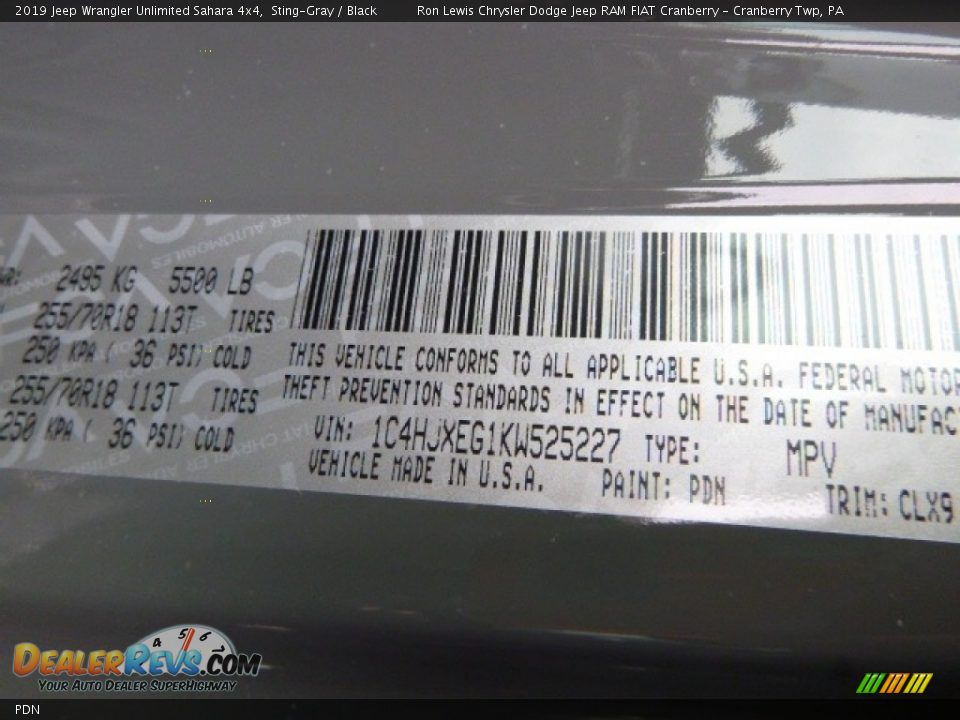 2019 Jeep Wrangler Unlimited Sahara 4x4, Sting-Gray / Black Ron Lewis Chrysler Dodge Jeep RAM FIAT Cranberry - Cranberry Twp, PA
2495 KG 5500 LB
255/70R18 113T TIRES
250 KPA ( 36 PSI) COLD
255/70R18 113T TIRES
250 KPA ( 36 PSI) COLD
THIS VEHICLE CONFORMS TO ALL APPLICABLE U.S.A. FEDERAL MOTOR
THEFT PREVENTION STANDARDS IN EFFECT ON THE DATE OF MANUFAC
VIN: 1C4HJXEG1KW525227 TYPE: MPV
VEHICLE MADE IN U.S.A. PAINT: PDN TRIM: CLX9
4 5 6
DealerRevs.com
Your Auto Dealer SuperHighway
PDN